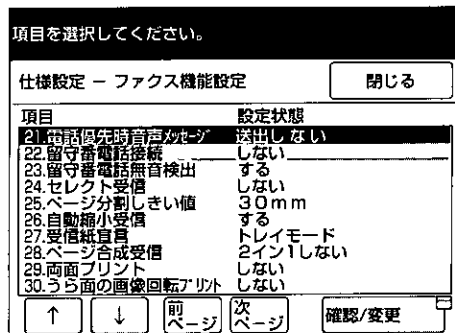 項目を選択してください。
仕様設定 － ファクス機能設定 閉じる
項目 設定状態
21.電話優先時音声ﾒｯｾｰｼﾞ 送出しない
22.留守番電話接続 しない
23.留守番電話無音検出 する
24.セレクト受信 しない
25.ページ分割しきい値 30mm
26.自動縮小受信 する
27.受信紙宣言 トレイモード
28.ページ合成受信 2イン1しない
29.両面プリント しない
30.うら面の画像回転ﾌﾟﾘﾝﾄ しない
↑ ↓ 前ページ 次ページ 確認/変更